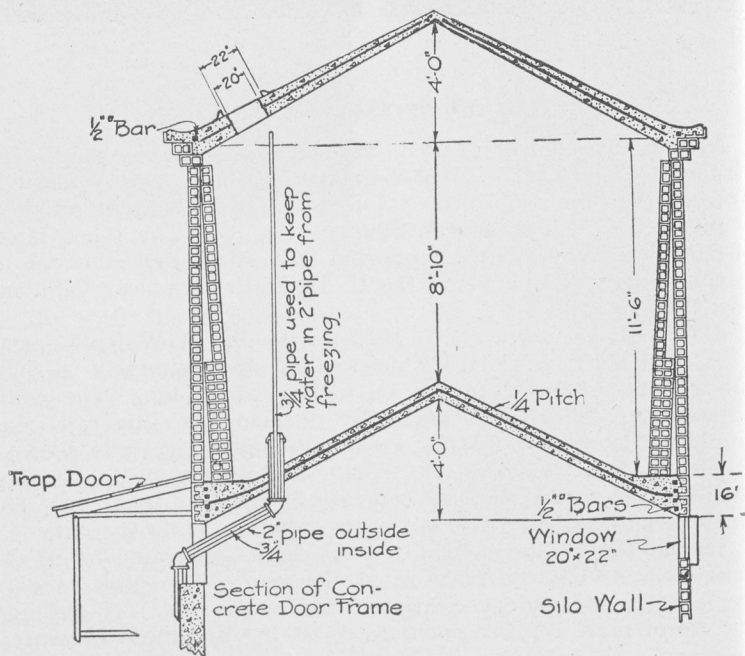 22"
20"
½"□ Bar
4'-0"
¾" pipe used to keep
water in 2" pipe from
freezing
8'-10"
11'-6"
¼ Pitch
4'-0"
Trap Door
½"□ Bars
16'
2" pipe outside
¾" inside
Window
20"x22"
Section of Con-
crete Door Frame
Silo Wall